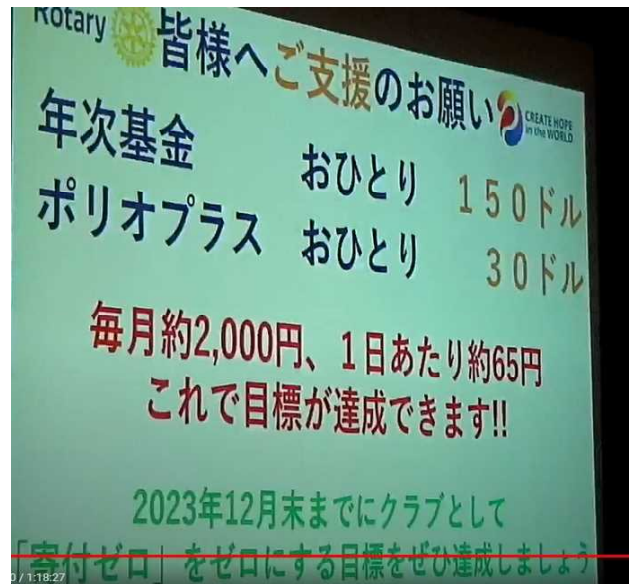 Rotary 皆様へご支援のお願い CREATE HOPE in the WORLD
年次基金 おひとり 150ドル
ポリオプラス おひとり 30ドル
毎月約2,000円、1日あたり約65円
これで目標が達成できます!!
2023年12月末までにクラブとして
「寄付ゼロ」をゼロにする目標をぜひ達成しましょう
0 / 1:18:27